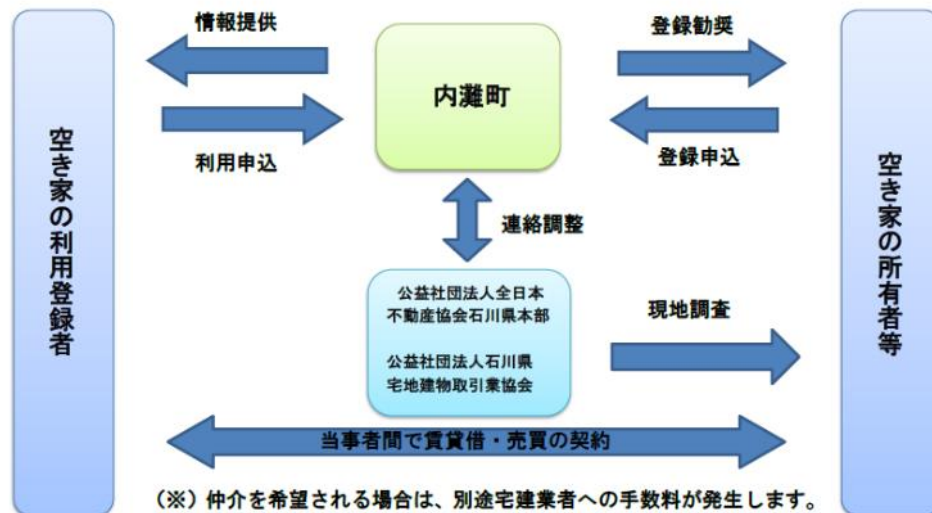 情報提供
登録勧奨
内灘町
利用申込
登録申込
空き家の利用登録者
空き家の所有者等
連絡調整
公益社団法人全日本
不動産協会石川県本部
公益社団法人石川県
宅地建物取引業協会
現地調査
当事者間で賃貸借・売買の契約
（※）仲介を希望される場合は、別途宅建業者への手数料が発生します。